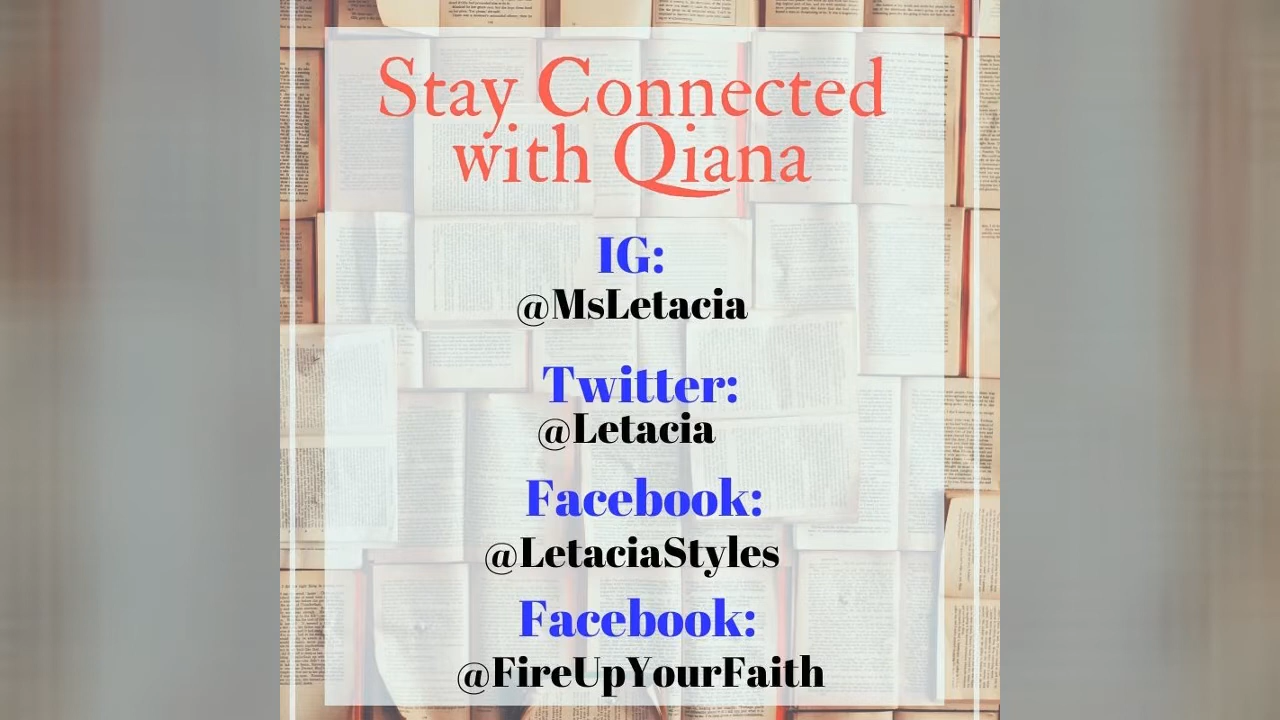 Stay Connected
with Qiana
IG:
@MsLetacia
Twitter:
@Letacia
Facebook:
@LetaciaStyles
Facebook:
@FireUpYourFaith